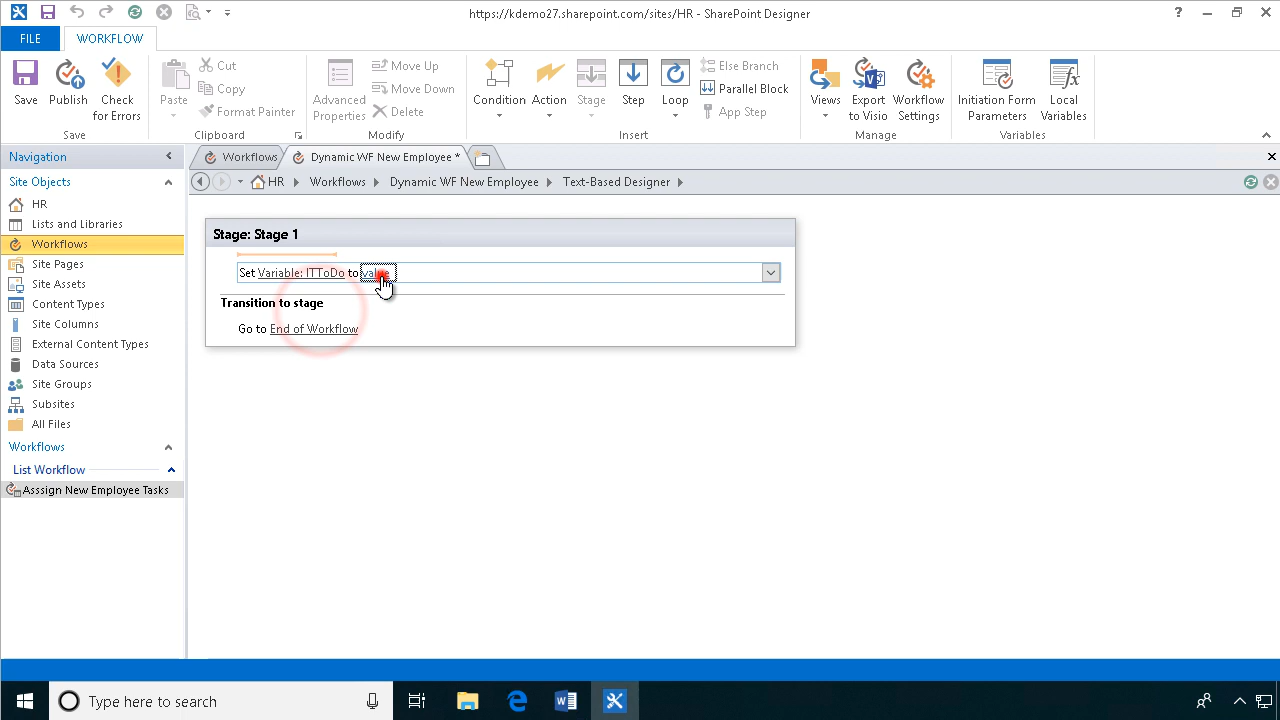 https://kdemo27.sharepoint.com/sites/HR - SharePoint Designer
?
FILE
WORKFLOW
Save
Publish
Check for Errors
Save
Paste
Cut
Copy
Format Painter
Clipboard
Advanced Properties
Move Up
Move Down
Delete
Modify
Condition
Action
Stage
Step
Loop
Else Branch
Parallel Block
App Step
Insert
Views
Export to Visio
Workflow Settings
Manage
Initiation Form Parameters
Local Variables
Variables
Navigation
Site Objects
HR
Lists and Libraries
Workflows
Site Pages
Site Assets
Content Types
Site Columns
External Content Types
Data Sources
Site Groups
Subsites
All Files
Workflows
List Workflow
Asssign New Employee Tasks
Workflows
Dynamic WF New Employee *
HR
Workflows
Dynamic WF New Employee
Text-Based Designer
Stage: Stage 1
Set Variable: ITToDo to value
Transition to stage
Go to End of Workflow
Type here to search